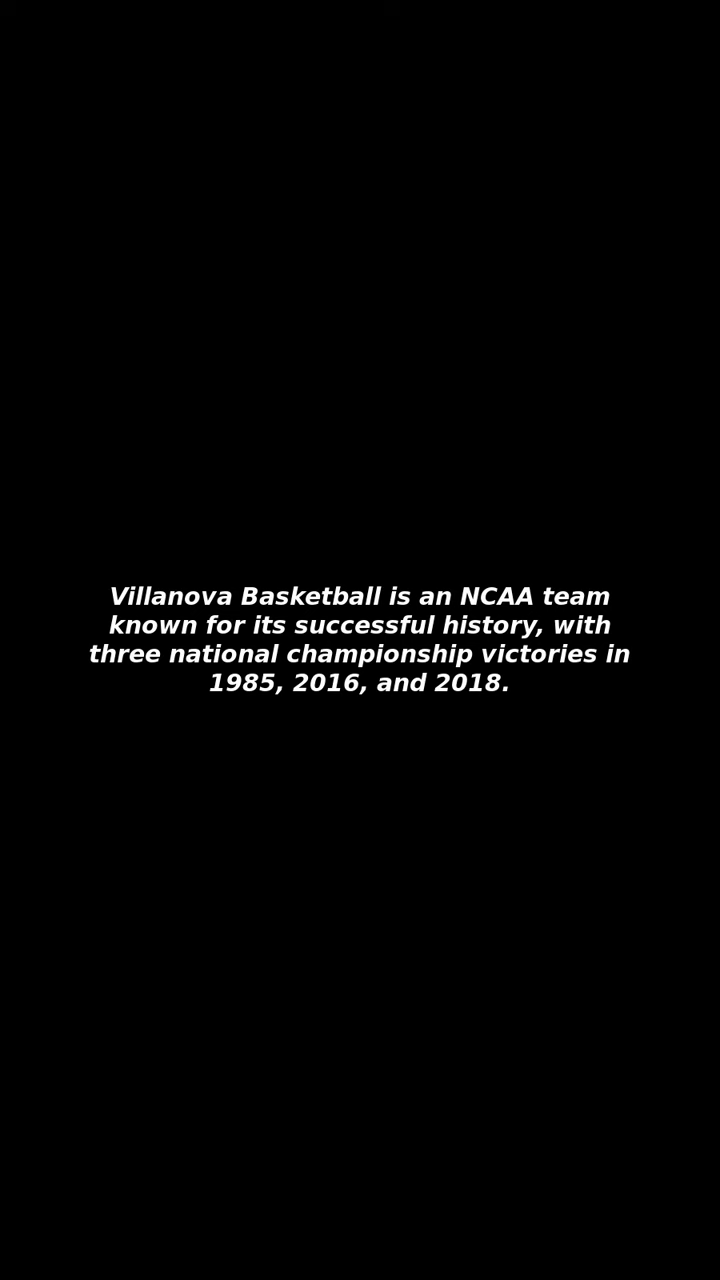 Villanova Basketball is an NCAA team
known for its successful history, with
three national championship victories in
1985, 2016, and 2018.